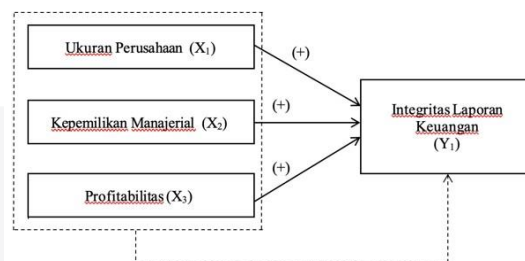 Ukuran Perusahaan (X₁)
(+)
Kepemilikan Manajerial (X₂)
(+)
Integritas Laporan
Keuangan
(Y₁)
(+)
Profitabilitas (X₃)